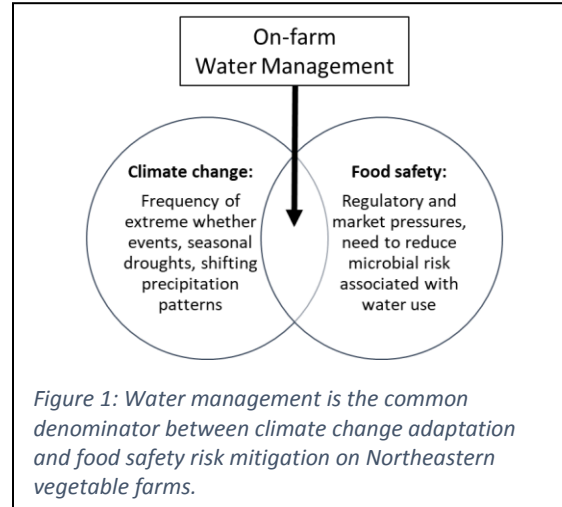 On-farm
Water Management
Climate change:
Frequency of
extreme whether
events, seasonal
droughts, shifting
precipitation
patterns
Food safety:
Regulatory and
market pressures,
need to reduce
microbial risk
associated with
water use
Figure 1: Water management is the common
denominator between climate change adaptation
and food safety risk mitigation on Northeastern
vegetable farms.